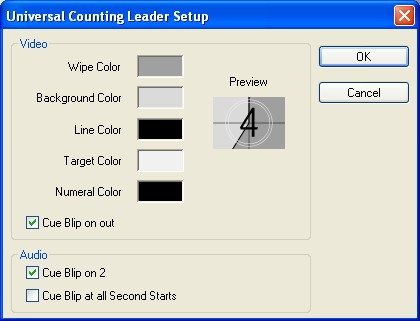 Universal Counting Leader Setup
Video
Wipe Color
Background Color
Line Color
Target Color
Numeral Color
Cue Blip on out
Preview
4
OK
Cancel
Audio
Cue Blip on 2
Cue Blip at all Second Starts